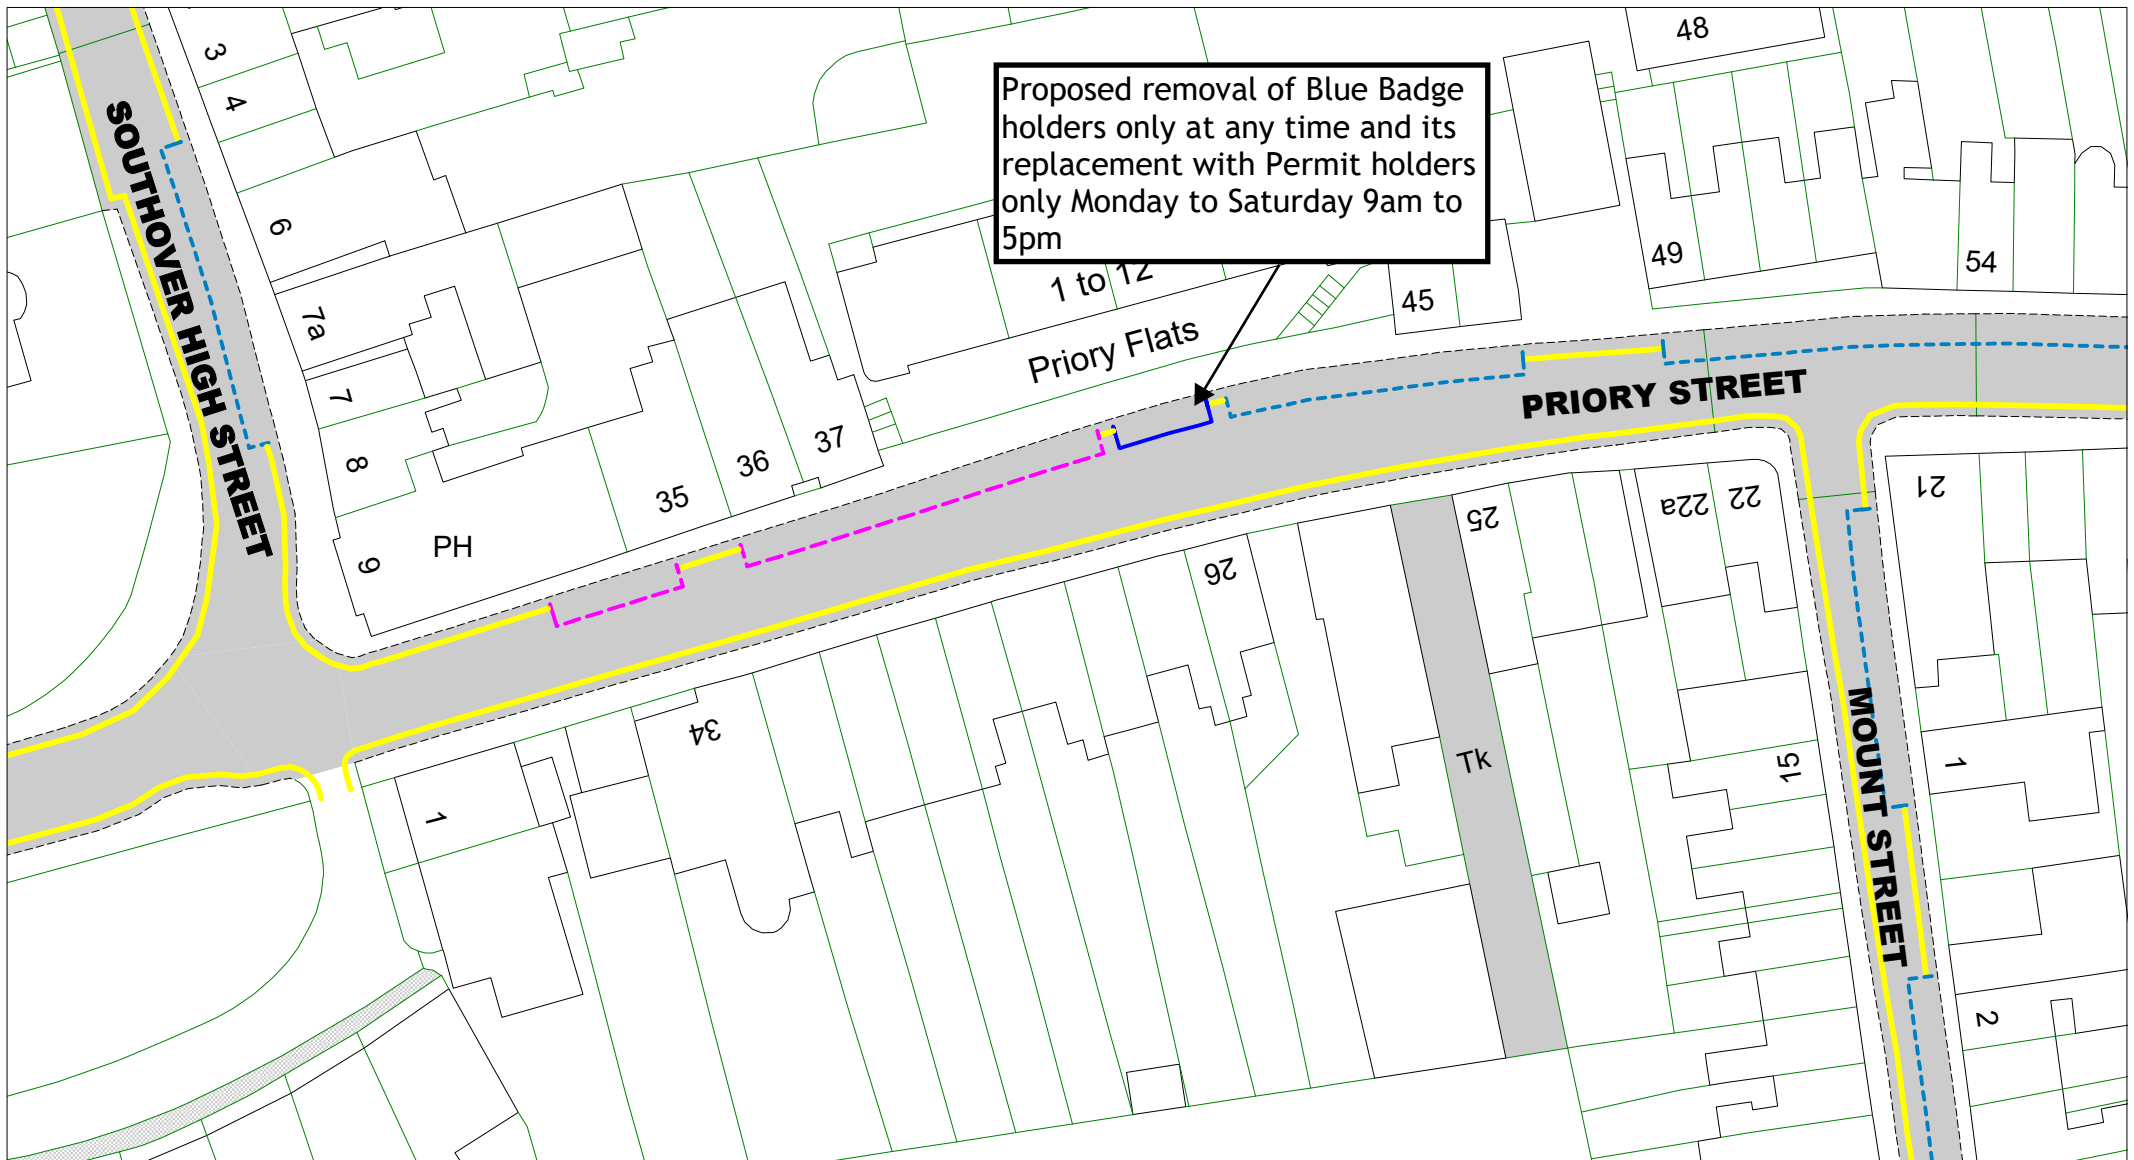 Proposed removal of Blue Badge
holders only at any time and its
replacement with Permit holders
only Monday to Saturday 9am to
5pm
48
3
4
SOUTHOVER HIGH STREET
6
7a
7
8
9
PH
35
36
37
1 to 12
Priory Flats
45
49
54
PRIORY STREET
25
22a
22
21
26
34
1
Tk
15
MOUNT STREET
1
2